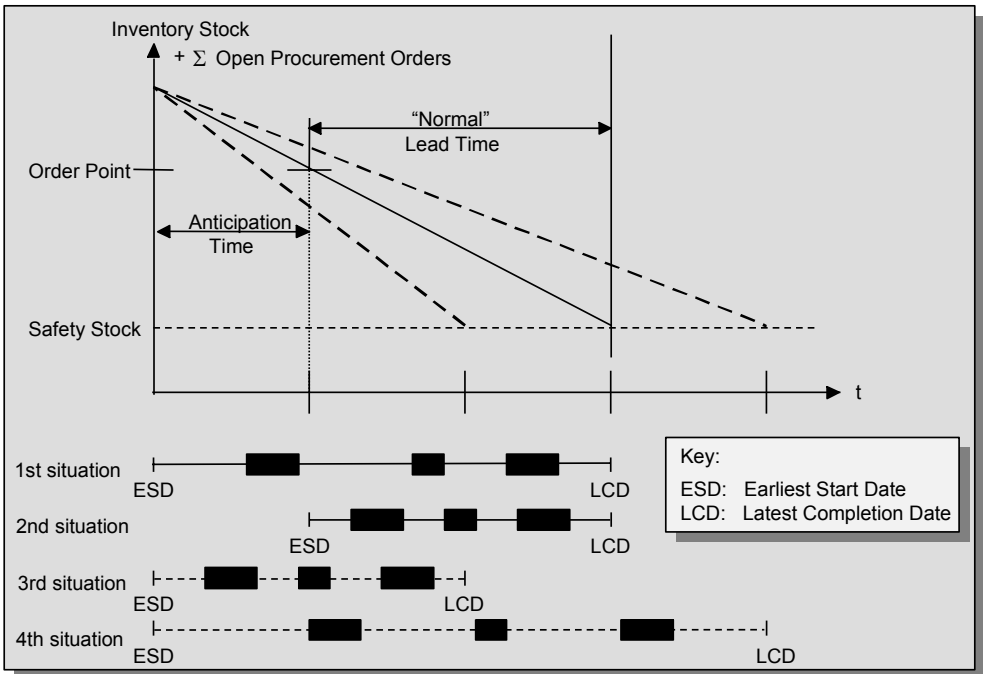 Inventory Stock
+ Σ Open Procurement Orders
“Normal”
Lead Time
Order Point
Anticipation
Time
Safety Stock
t
1st situation
ESD
LCD
2nd situation
ESD
LCD
3rd situation
ESD
LCD
4th situation
ESD
LCD
Key:
ESD: Earliest Start Date
LCD: Latest Completion Date